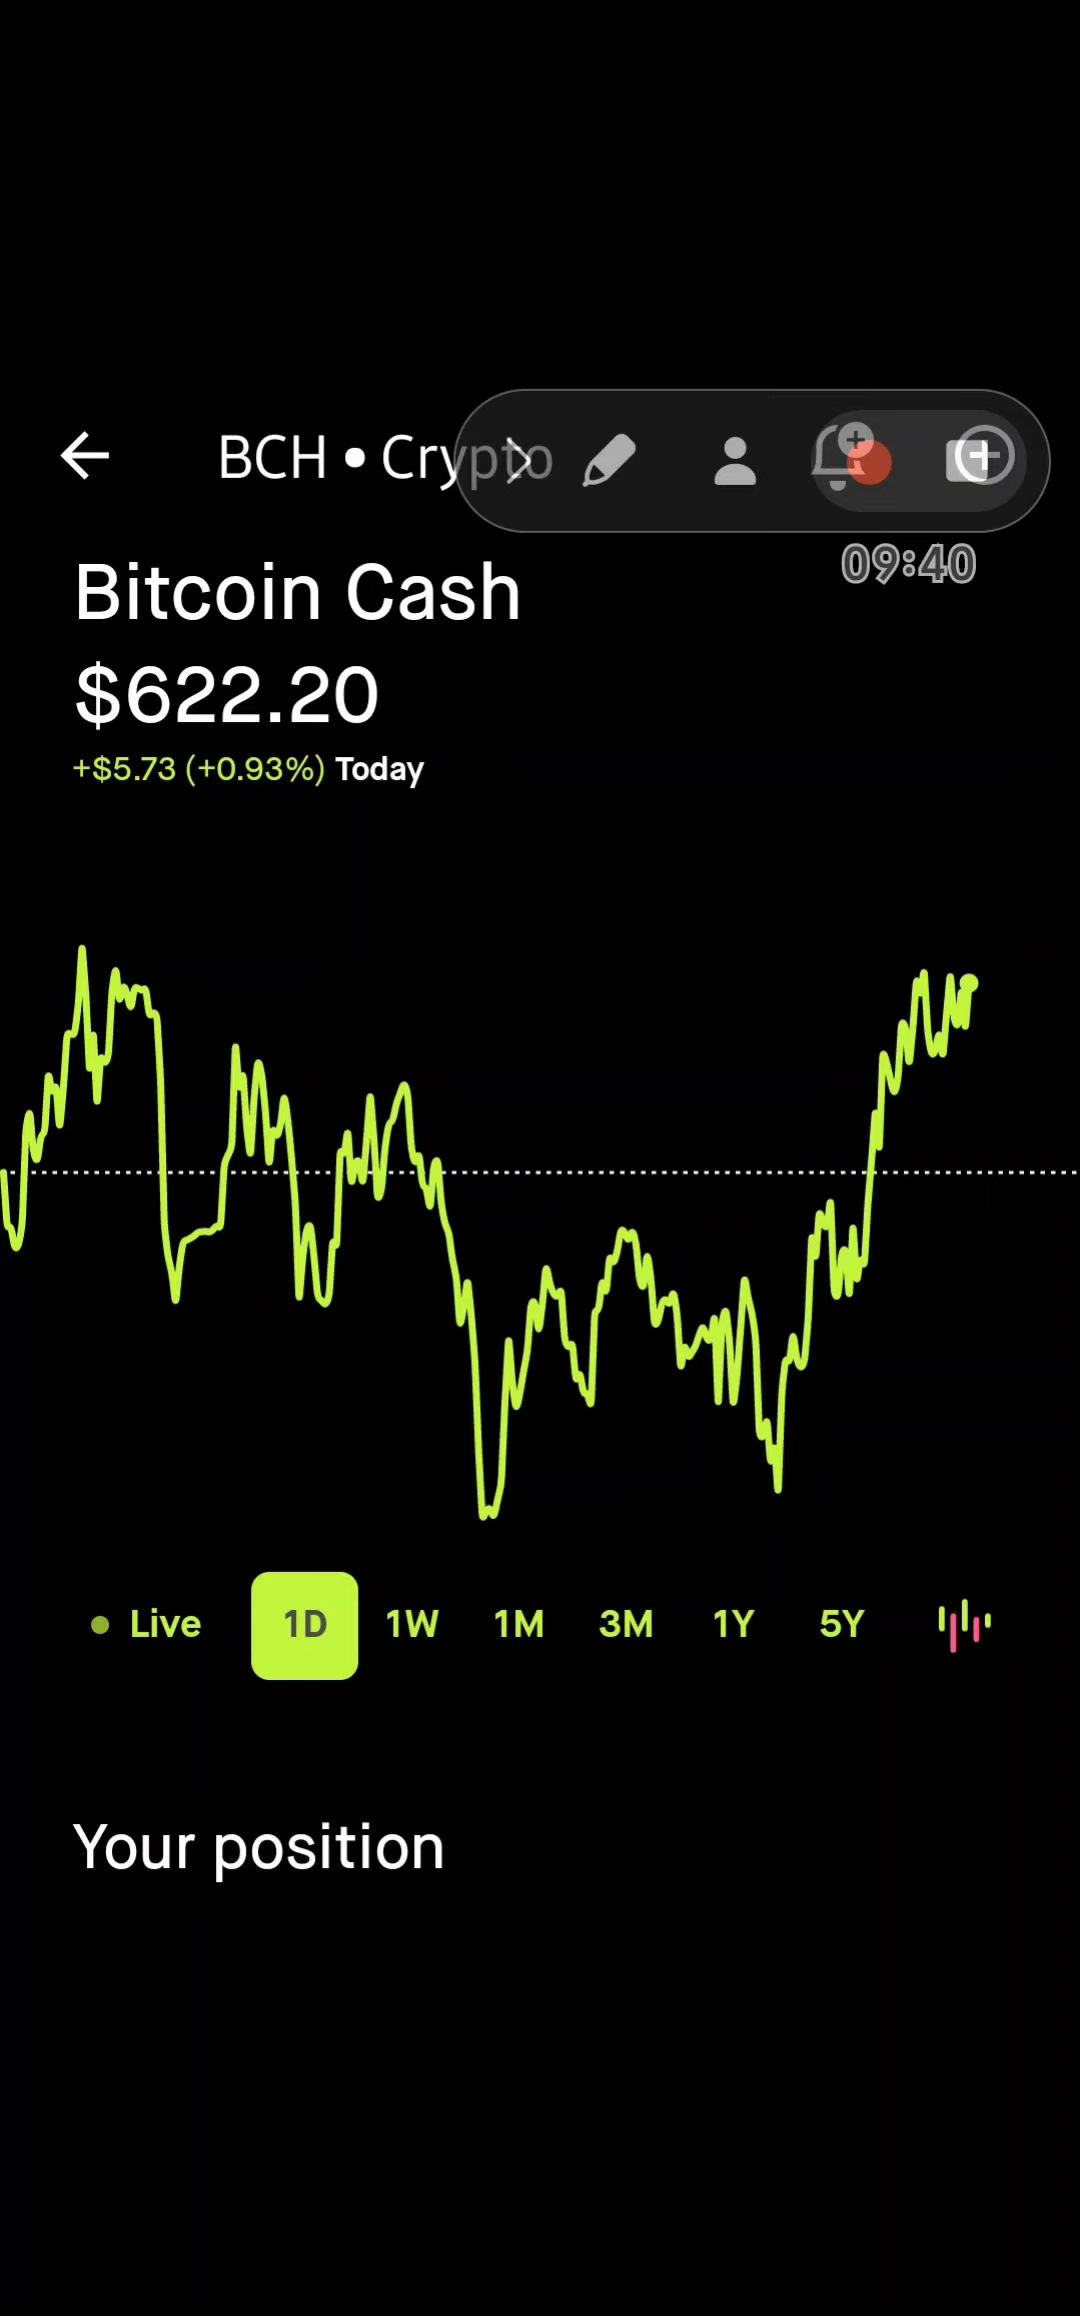 BCH • Crypto
09:40
Bitcoin Cash
$622.20
+$5.73 (+0.93%) Today
Live 1D 1W 1M 3M 1Y 5Y
Your position